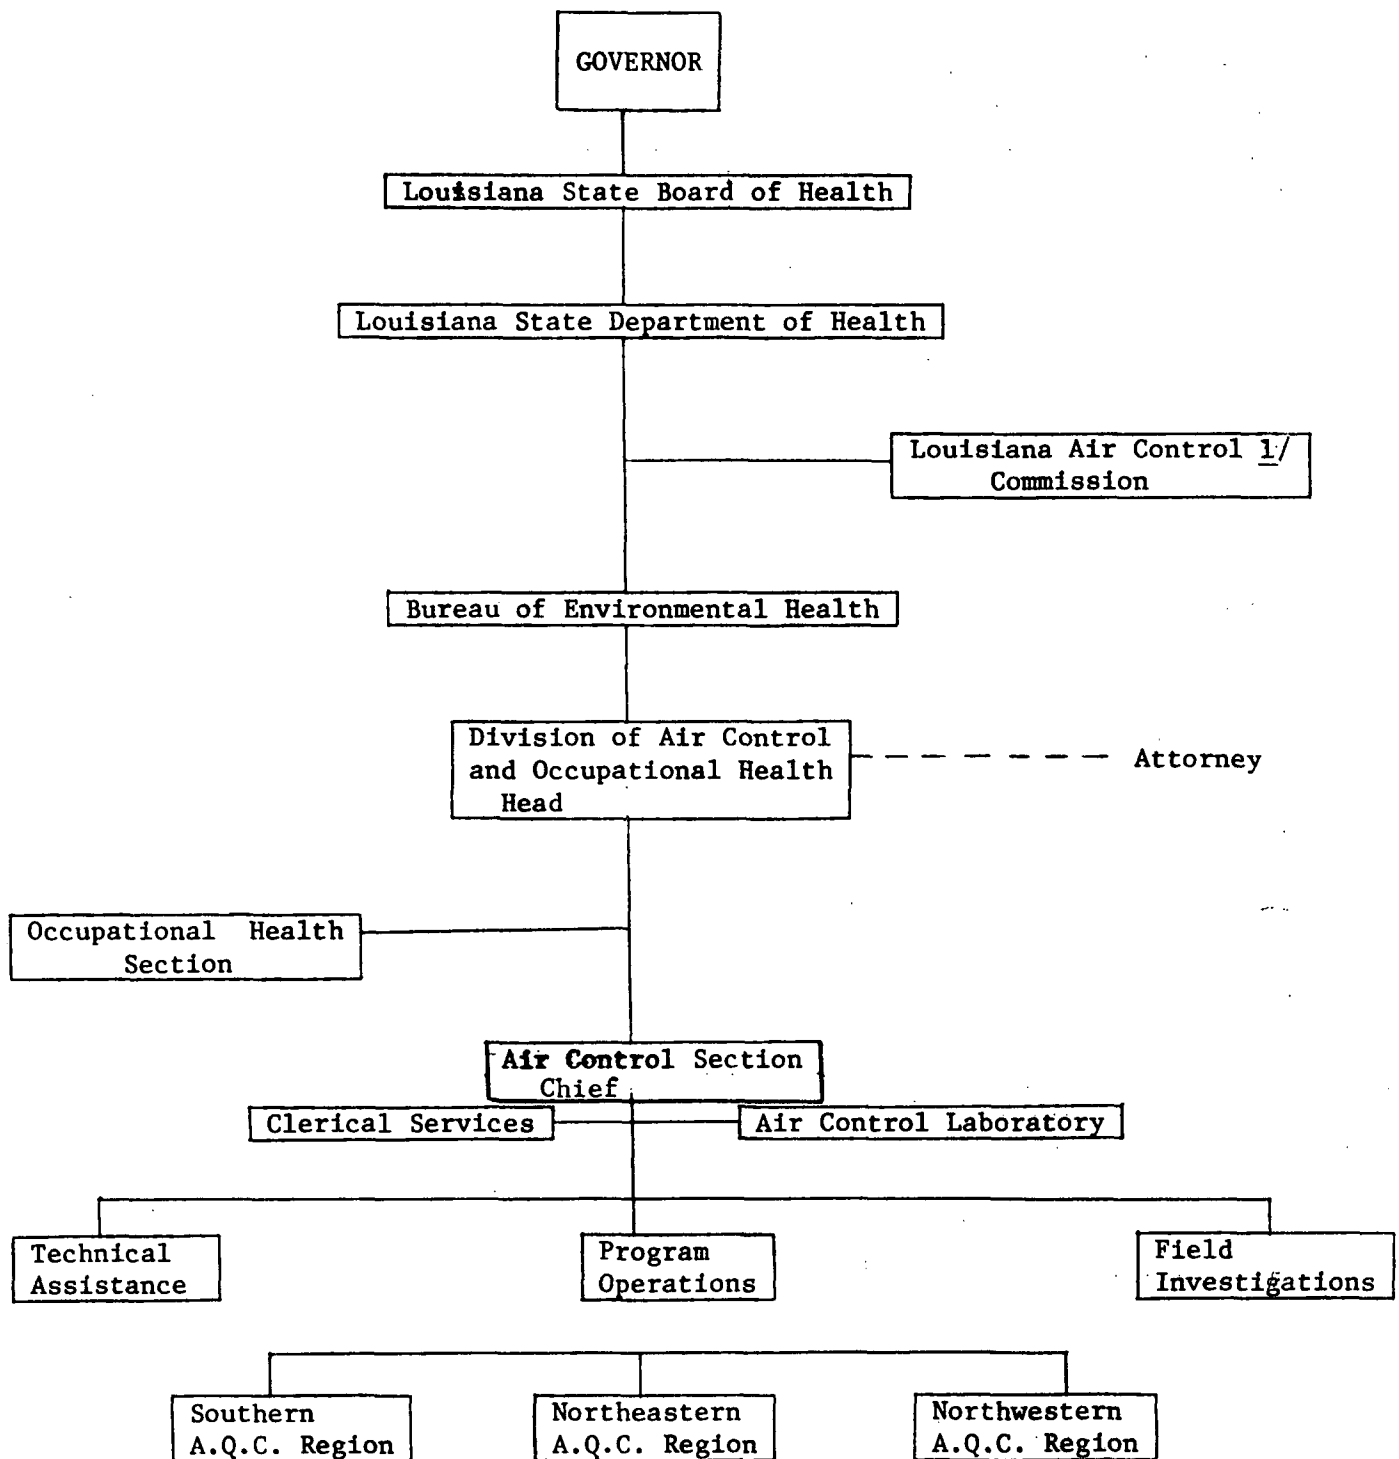 GOVERNOR
Louisiana State Board of Health
Louisiana State Department of Health
Louisiana Air Control 1/
Commission
Bureau of Environmental Health
Division of Air Control
and Occupational Health
Head
Attorney
Occupational Health
Section
Air Control Section
Chief
Clerical Services
Air Control Laboratory
Technical
Assistance
Program
Operations
Field
Investigations
Southern
A.Q.C. Region
Northeastern
A.Q.C. Region
Northwestern
A.Q.C. Region